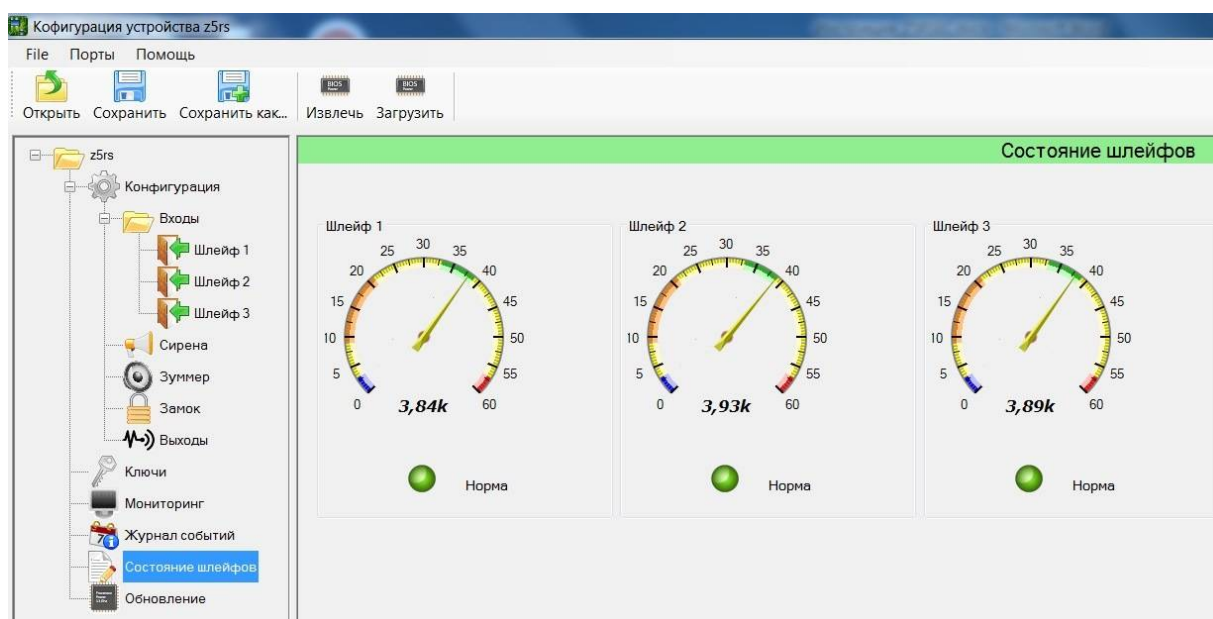 Кофигурация устройства z5rs
File Порты Помощь
Открыть Сохранить Сохранить как... Извлечь Загрузить
BIOS BIOS
z5rs
Конфигурация
Входы
Шлейф 1
Шлейф 2
Шлейф 3
Сирена
Зуммер
Замок
Выходы
Ключи
Мониторинг
Журнал событий
Состояние шлейфов
Обновление
Состояние шлейфов
Шлейф 1
0 5 10 15 20 25 30 35 40 45 50 55 60
3,84k
Норма
Шлейф 2
0 5 10 15 20 25 30 35 40 45 50 55 60
3,93k
Норма
Шлейф 3
0 5 10 15 20 25 30 35 40 45 50 55 60
3,89k
Норма